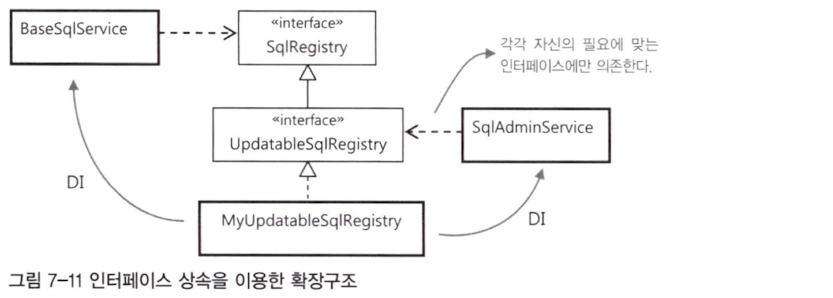 BaseSqlService
«interface»
SqlRegistry
각각 자신의 필요에 맞는
인터페이스에만 의존한다.
«interface»
UpdatableSqlRegistry
SqlAdminService
DI
MyUpdatableSqlRegistry
DI
그림 7-11 인터페이스 상속을 이용한 확장구조